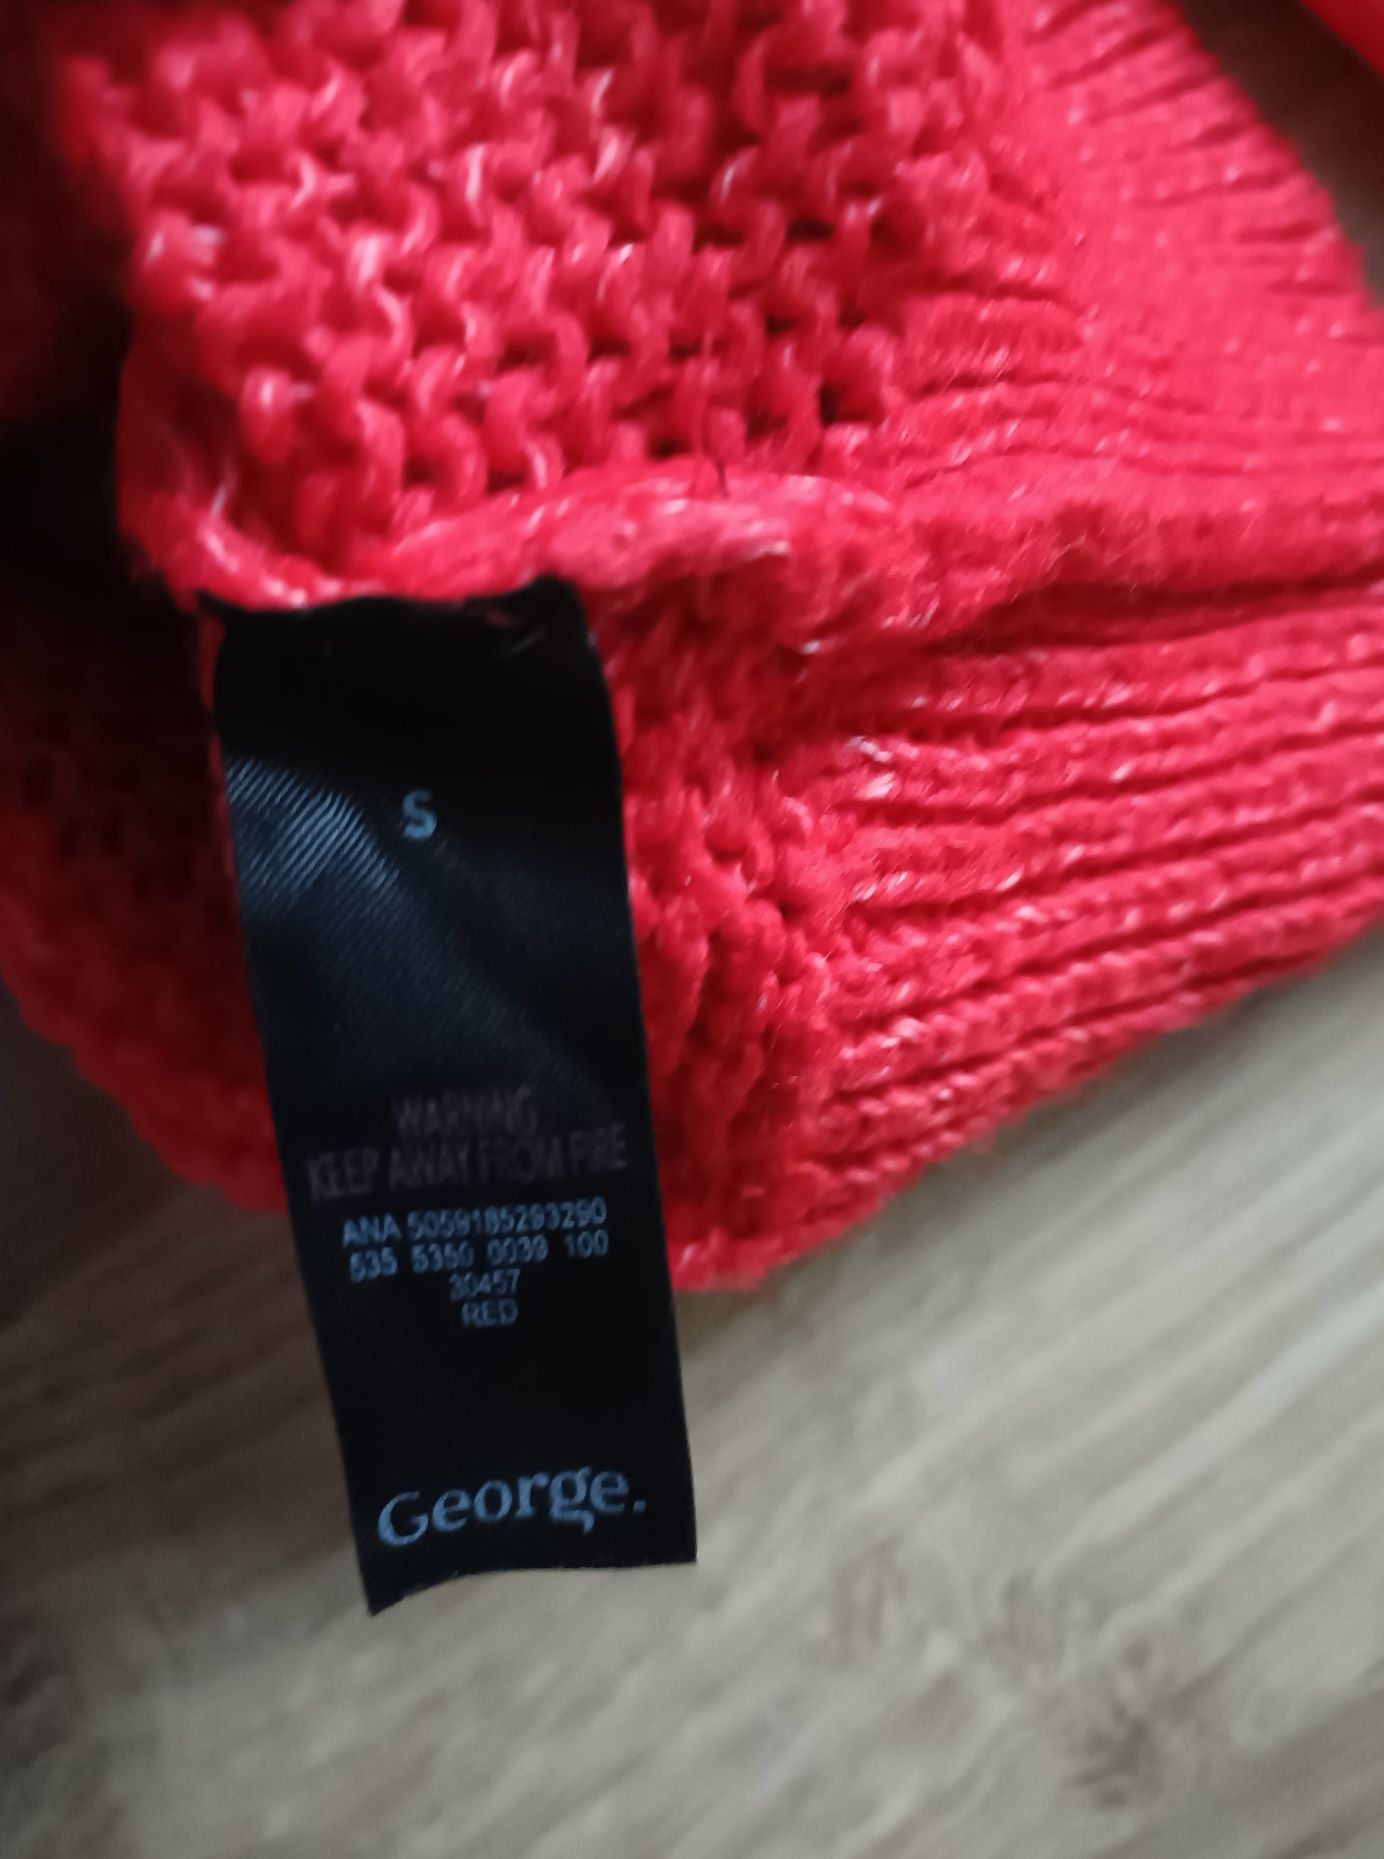 S
WARNING
KEEP AWAY FROM FIRE
ANA 5059185293290
535 5350 0039 100
30457
RED
George.